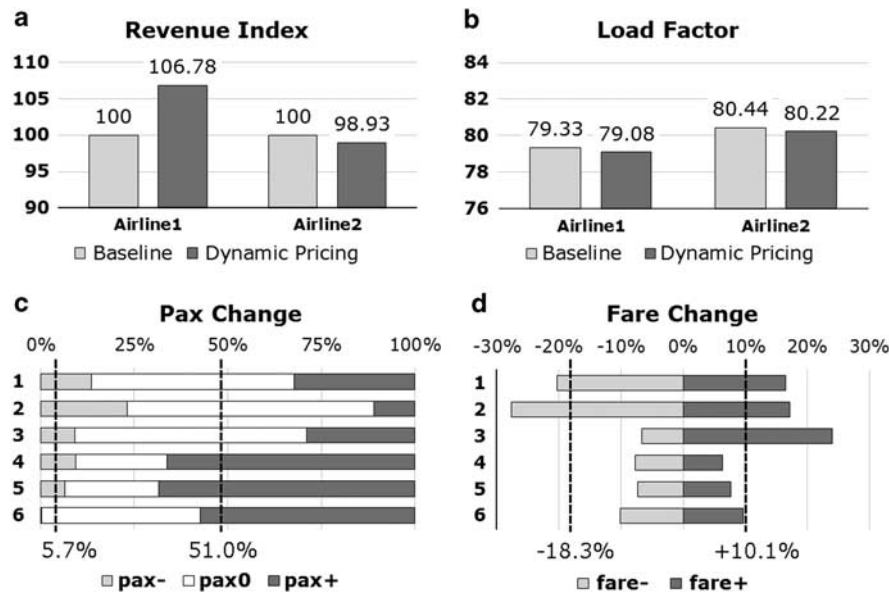 a
Revenue Index
110
105
100
95
90
100
106.78
100
98.93
Airline1
Airline2
Baseline
Dynamic Pricing
b
Load Factor
84
82
80
78
76
79.33
79.08
80.44
80.22
Airline1
Airline2
Baseline
Dynamic Pricing
c
Pax Change
0% 25% 50% 75% 100%
1
2
3
4
5
6
5.7% 51.0%
pax- pax0 pax+
d
Fare Change
-30% -20% -10% 0% 10% 20% 30%
1
2
3
4
5
6
-18.3% +10.1%
fare- fare+